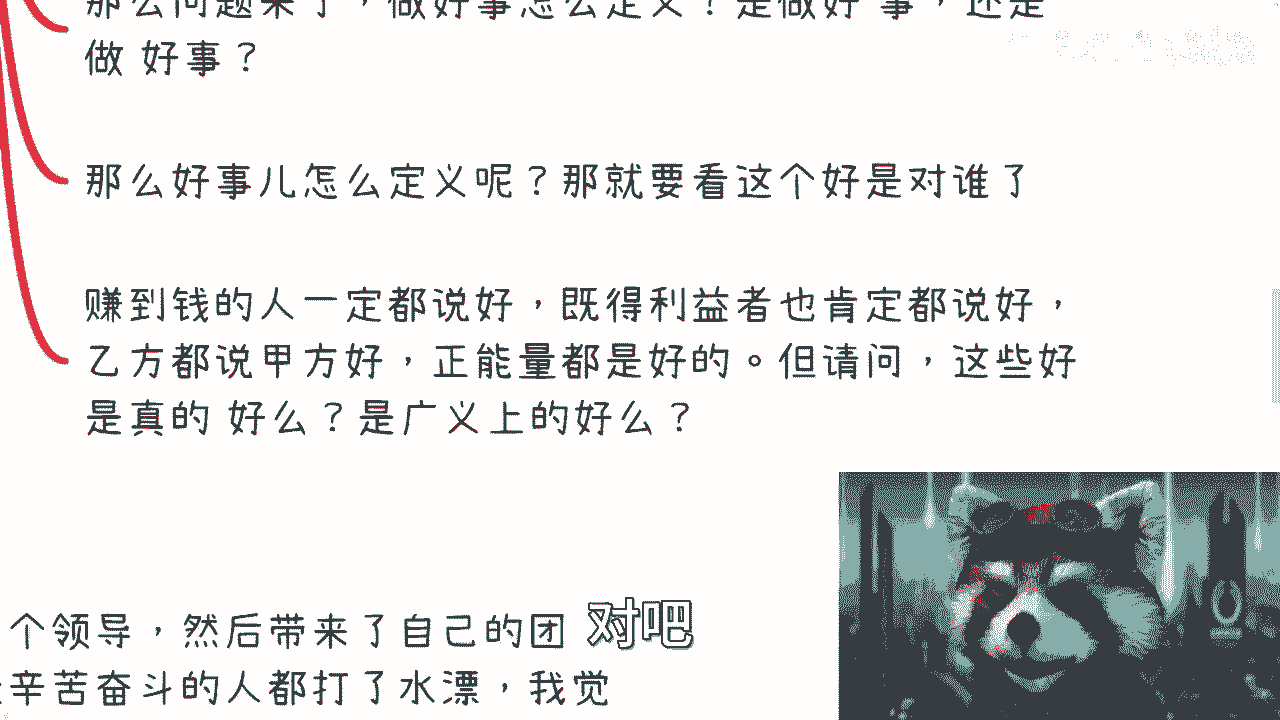 那么问题来了，做好事怎么定义？是做好 事，还是
做 好事？
那么好事儿怎么定义呢？那就要看这个好是对谁了
赚到钱的人一定都说好，既得利益者也肯定都说好，
乙方都说甲方好，正能量都是好的。但请问，这些好
是真的 好么？是广义上的好么？
个领导，然后带来了自己的团
对吧
辛苦奋斗的人都打了水漂，我觉